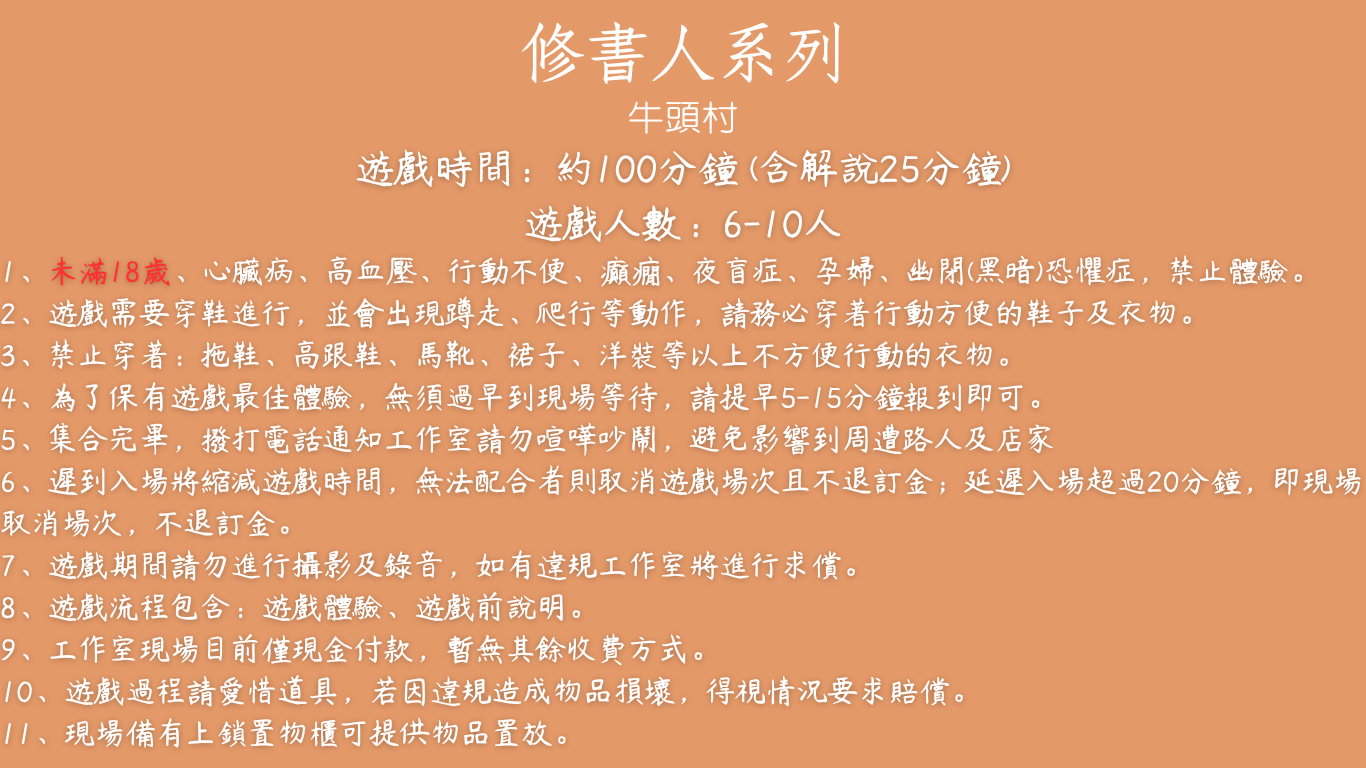 修書人系列
牛頭村
遊戲時間：約100分鐘(含解說25分鐘)
遊戲人數：6-10人
1、未滿18歲、心臟病、高血壓、行動不便、癲癇、夜盲症、孕婦、幽閉(黑暗)恐懼症，禁止體驗。
2、遊戲需要穿鞋進行，並會出現蹲走、爬行等動作，請務必穿著行動方便的鞋子及衣物。
3、禁止穿著：拖鞋、高跟鞋、馬靴、裙子、洋裝等以上不方便行動的衣物。
4、為了保有遊戲最佳體驗，無須過早到現場等待，請提早5-15分鐘報到即可。
5、集合完畢，撥打電話通知工作室請勿喧嘩吵鬧，避免影響到周遭路人及店家
6、遲到入場將縮減遊戲時間，無法配合者則取消遊戲場次且不退訂金；延遲入場超過20分鐘，即現場
取消場次，不退訂金。
7、遊戲期間請勿進行攝影及錄音，如有違規工作室將進行求償。
8、遊戲流程包含：遊戲體驗、遊戲前說明。
9、工作室現場目前僅現金付款，暫無其餘收費方式。
10、遊戲過程請愛惜道具，若因違規造成物品損壞，得視情況要求賠償。
11、現場備有上鎖置物櫃可提供物品置放。